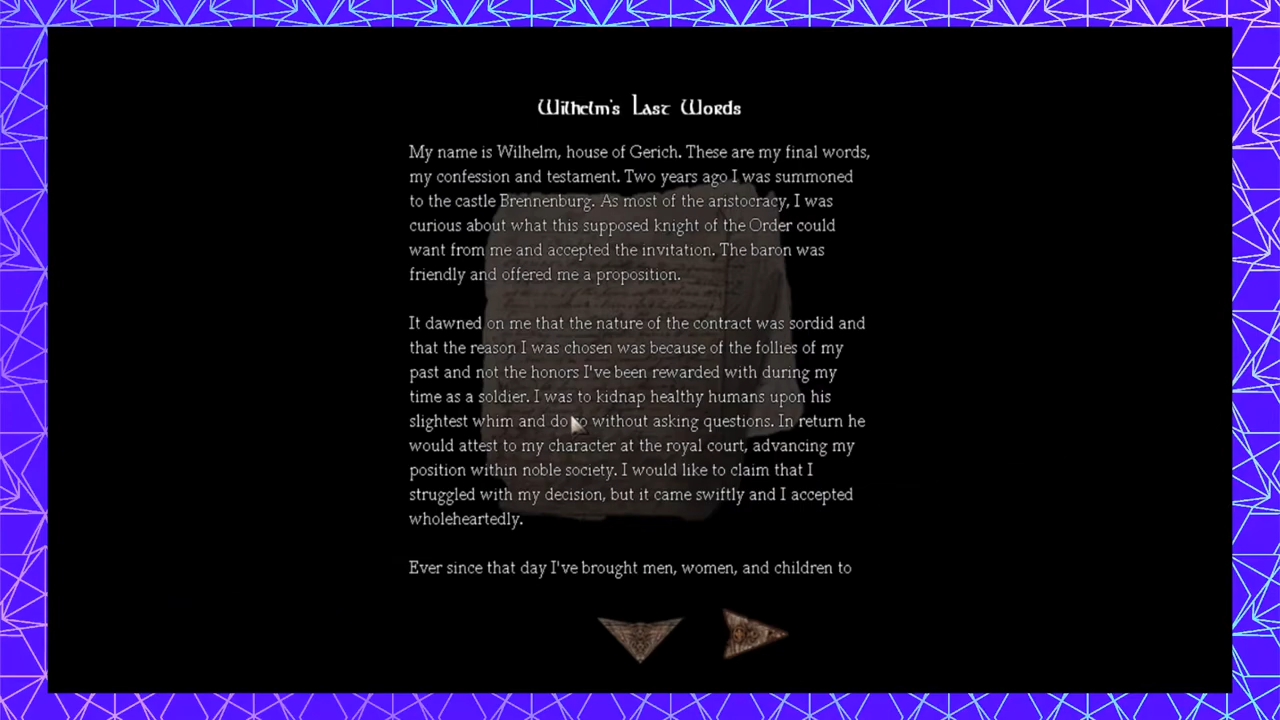 Wilhelm's Last Words
My name is Wilhelm, house of Gerich. These are my final words,
my confession and testament. Two years ago I was summoned
to the castle Brennenburg. As most of the aristocracy, I was
curious about what this supposed knight of the Order could
want from me and accepted the invitation. The baron was
friendly and offered me a proposition.
It dawned on me that the nature of the contract was sordid and
that the reason I was chosen was because of the follies of my
past and not the honors I've been rewarded with during my
time as a soldier. I was to kidnap healthy humans upon his
slightest whim and do so without asking questions. In return he
would attest to my character at the royal court, advancing my
position within noble society. I would like to claim that I
struggled with my decision, but it came swiftly and I accepted
wholeheartedly.
Ever since that day I've brought men, women, and children to